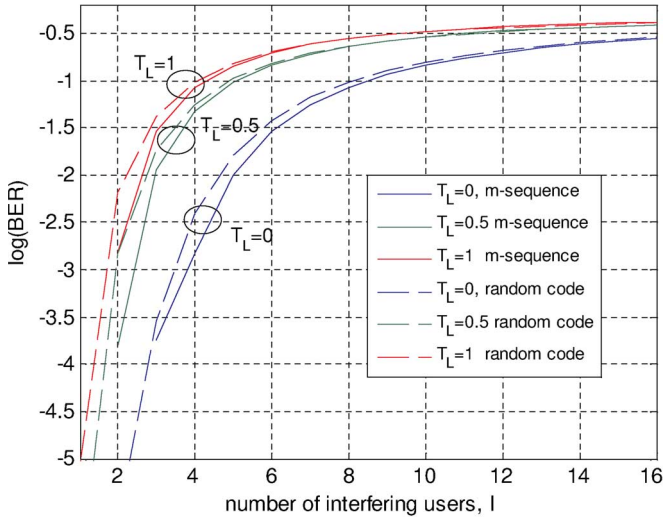 -0.5
-1
-1.5
-2
-2.5
-3
-3.5
-4
-4.5
-5
log(BER)
T_L=1
T_L=0.5
T_L=0
T_L=0, m-sequence
T_L=0.5 m-sequence
T_L=1 m-sequence
T_L=0, random code
T_L=0.5 random code
T_L=1 random code
2 4 6 8 10 12 14 16
number of interfering users, I